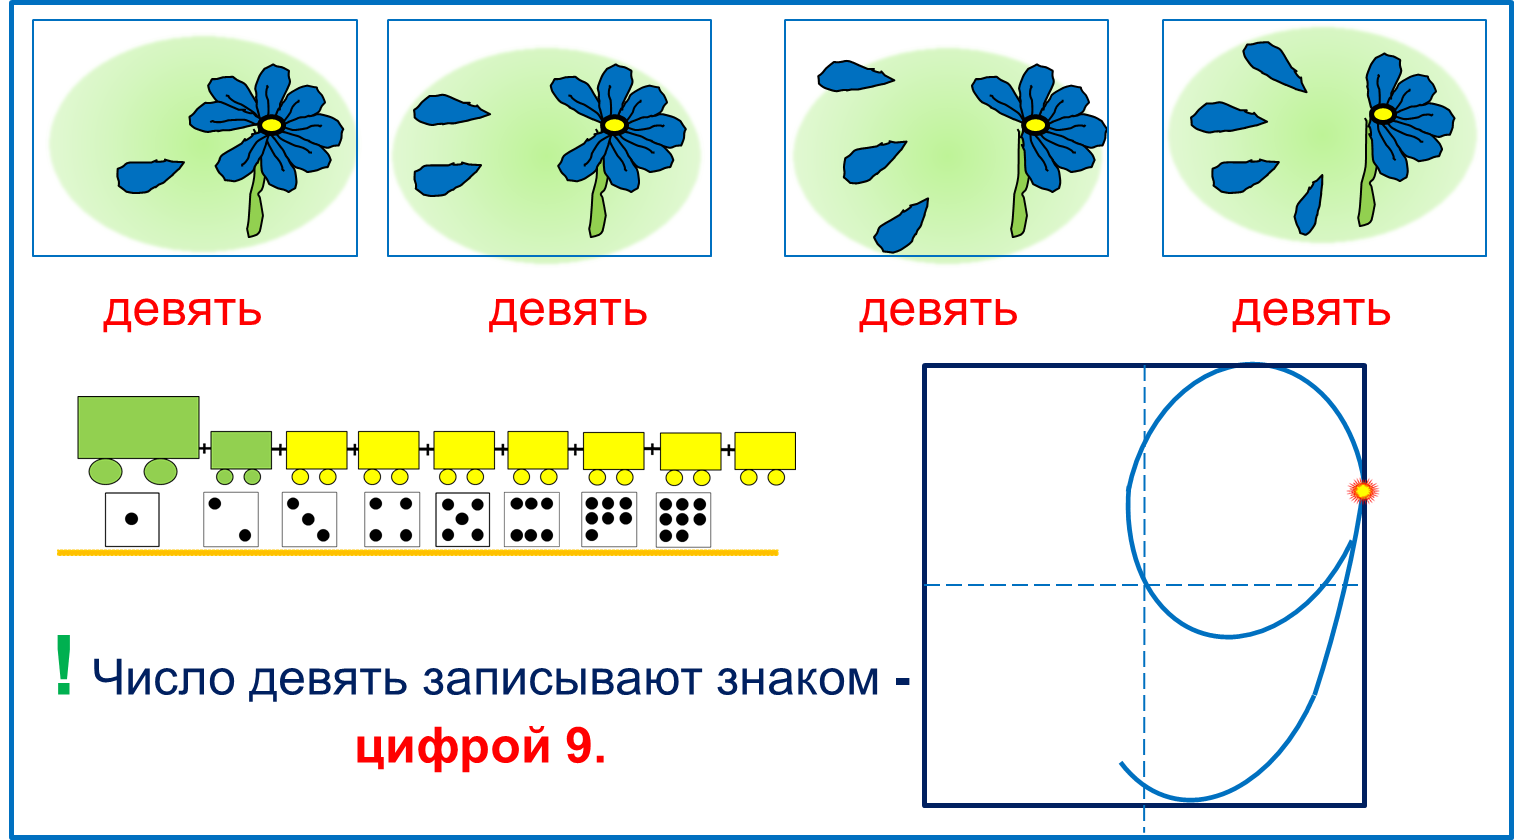 девять девять девять девять
+ + + + + + + +
! Число девять записывают знаком -
цифрой 9.